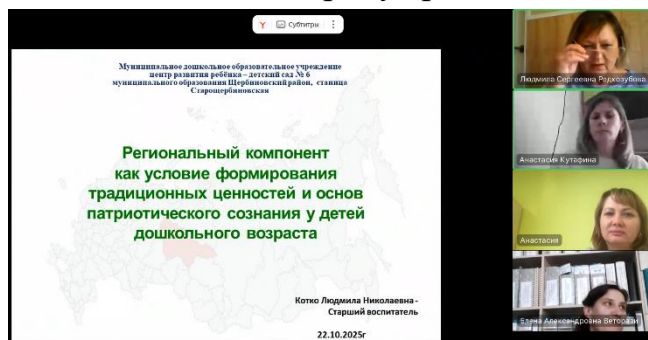 Субтитры
Муниципальное дошкольное образовательное учреждение
центр развития ребёнка – детский сад № 6
муниципального образования Щербиновский район, станица
Старощербиновская
Региональный компонент
как условие формирования
традиционных ценностей и основ
патриотического сознания у детей
дошкольного возраста
Котко Людмила Николаевна -
Старший воспитатель
22.10.2025г
Людмила Сергеевна Редкозубова
Анастасия Кутафина
Анастасия
Елена Александровна Веторази